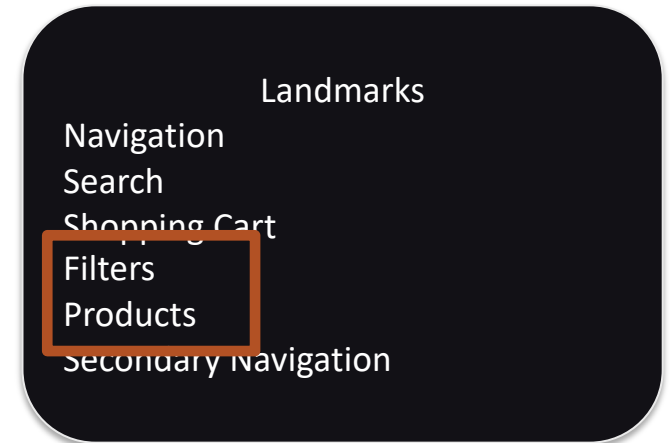 Landmarks
Navigation
Search
Shopping Cart
Filters
Products
Secondary Navigation